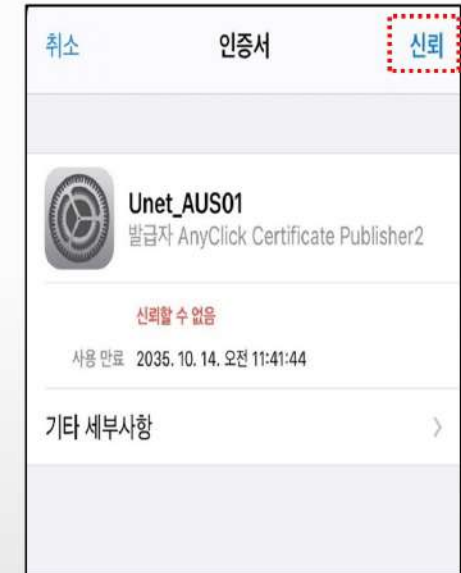 취소 인증서 신뢰
Unet_AUS01
발급자 AnyClick Certificate Publisher2
신뢰할 수 없음
사용 만료 2035. 10. 14. 오전 11:41:44
기타 세부사항